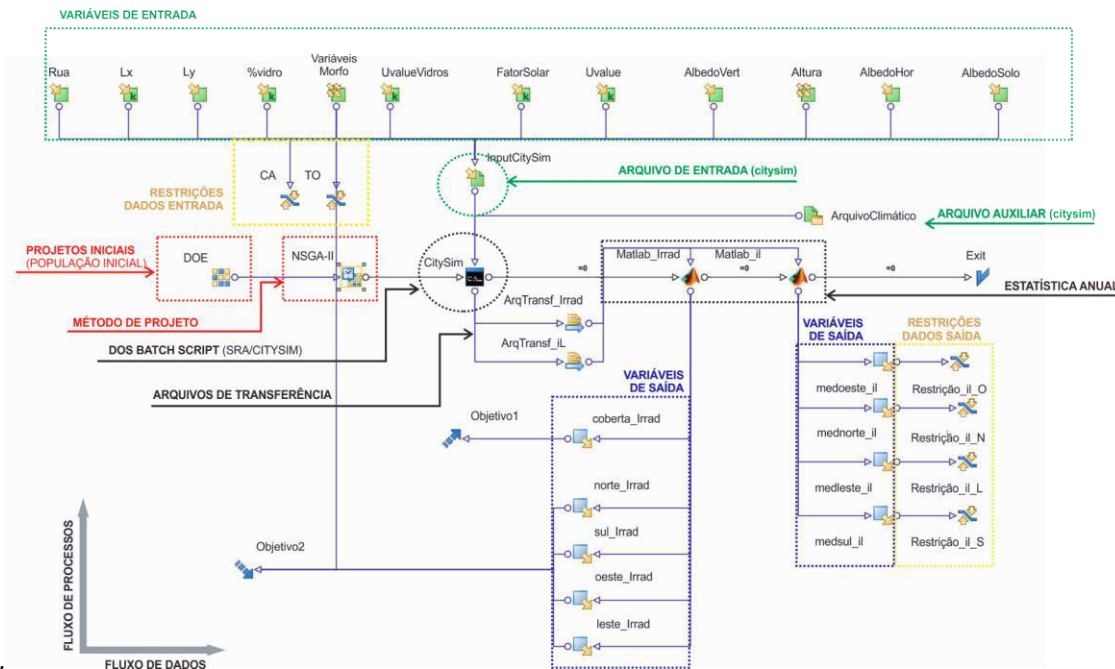 VARIÁVEIS DE ENTRADA
Rua
Lx
Ly
%vidro
Variáveis
Morfo
UvalueVidros
FatorSolar
Uvalue
AlbedoVert
Altura
AlbedoHor
AlbedoSolo
CA
TO
RESTRIÇÕES
DADOS ENTRADA
InputCitySim
ARQUIVO DE ENTRADA (citysim)
ArquivoClimático
ARQUIVO AUXILIAR (citysim)
PROJETOS INICIAIS
(POPULAÇÃO INICIAL)
DOE
NSGA-II
CitySim
=0
Matlab_Irrad
=0
Matlab_il
=0
Exit
ESTATÍSTICA ANUAL
MÉTODO DE PROJETO
DOS BATCH SCRIPT (SRA/CITYSIM)
ARQUIVOS DE TRANSFERÊNCIA
ArqTransf_Irrad
ArqTransf_iL
VARIÁVEIS
DE SAÍDA
RESTRIÇÕES
DADOS SAÍDA
medoeste_il
Restrição_il_O
mednorte_il
Restrição_il_N
medleste_il
Restrição_il_L
medsul_il
Restrição_il_S
VARIÁVEIS
DE SAÍDA
Objetivo1
coberta_Irrad
norte_Irrad
sul_Irrad
oeste_Irrad
leste_Irrad
Objetivo2
FLUXO DE PROCESSOS
FLUXO DE DADOS